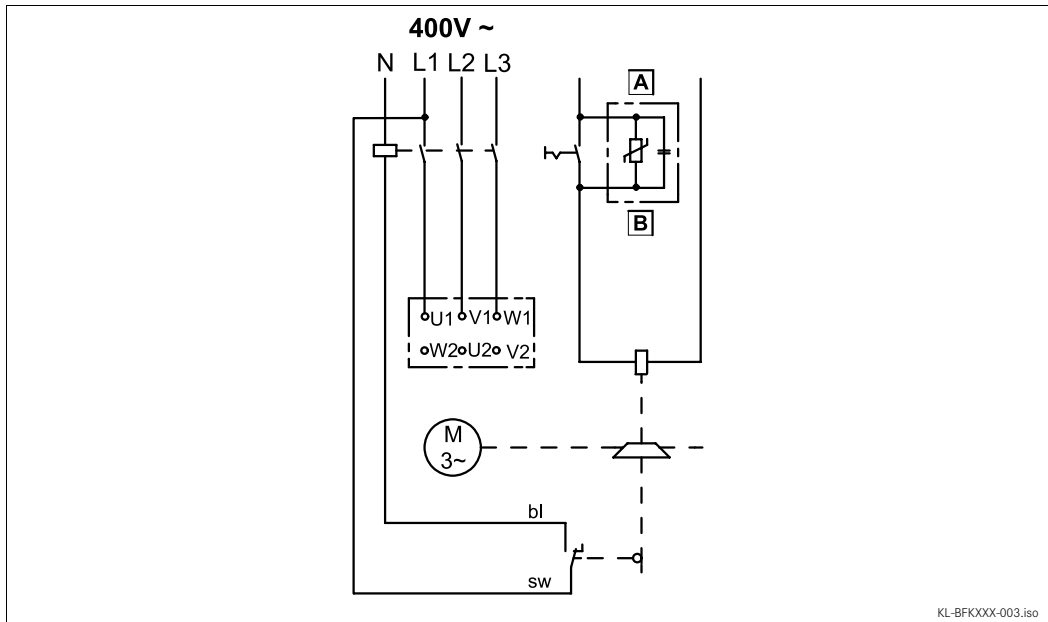 400V ~
N L1 L2 L3
A
B
U1 V1 W1
W2 U2 V2
M
3~
bl
sw
KL-BFKXXX-003.iso